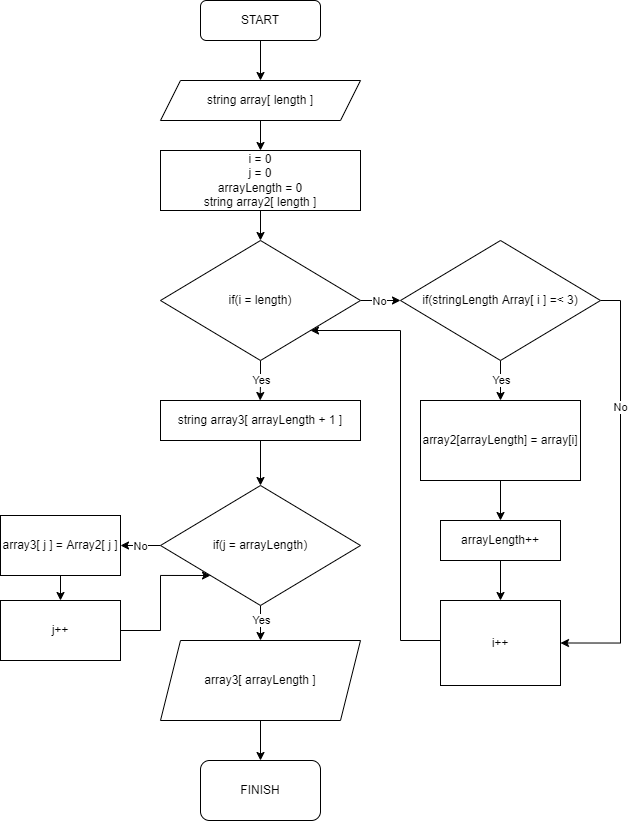 START
string array[ length ]
i = 0
j = 0
arrayLength = 0
string array2[ length ]
if(i = length)
No
if(stringLength Array[ i ] =< 3)
Yes
Yes
No
string array3[ arrayLength + 1 ]
array2[arrayLength] = array[i]
if(j = arrayLength)
No
array3[ j ] = Array2[ j ]
arrayLength++
Yes
j++
i++
array3[ arrayLength ]
FINISH